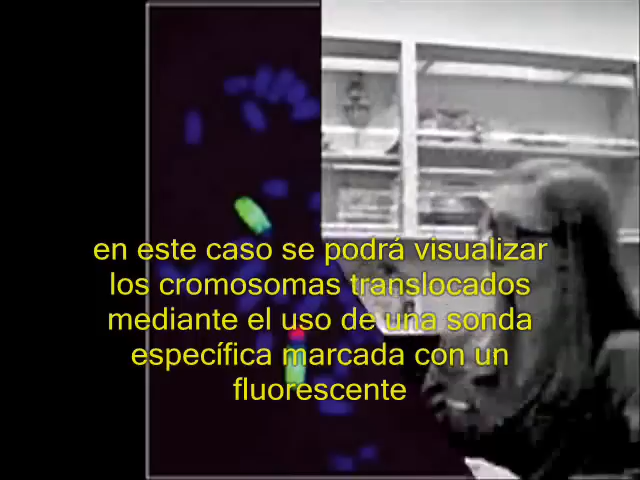 en este caso se podrá visualizar
los cromosomas translocados
mediante el uso de una sonda
específica marcada con un
fluorescente